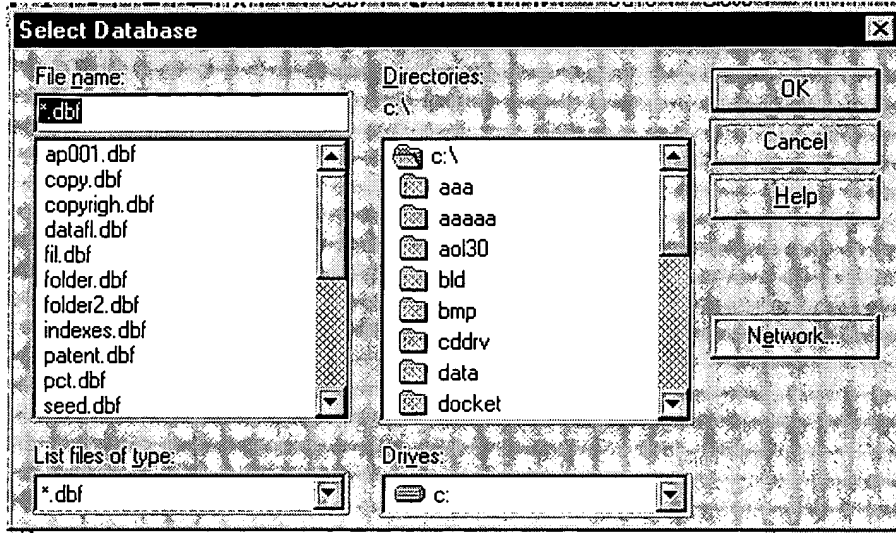 Select Database
File name:
*.dbf
ap001.dbf
copy.dbf
copyrigh.dbf
datafl.dbf
fil.dbf
folder.dbf
folder2.dbf
indexes.dbf
patent.dbf
pct.dbf
seed.dbf
List files of type:
*.dbf
Directories:
c:\
c:\
aaa
aaaaa
aol30
bld
bmp
cddrv
data
docket
Drives:
c:
OK
Cancel
Help
Network...